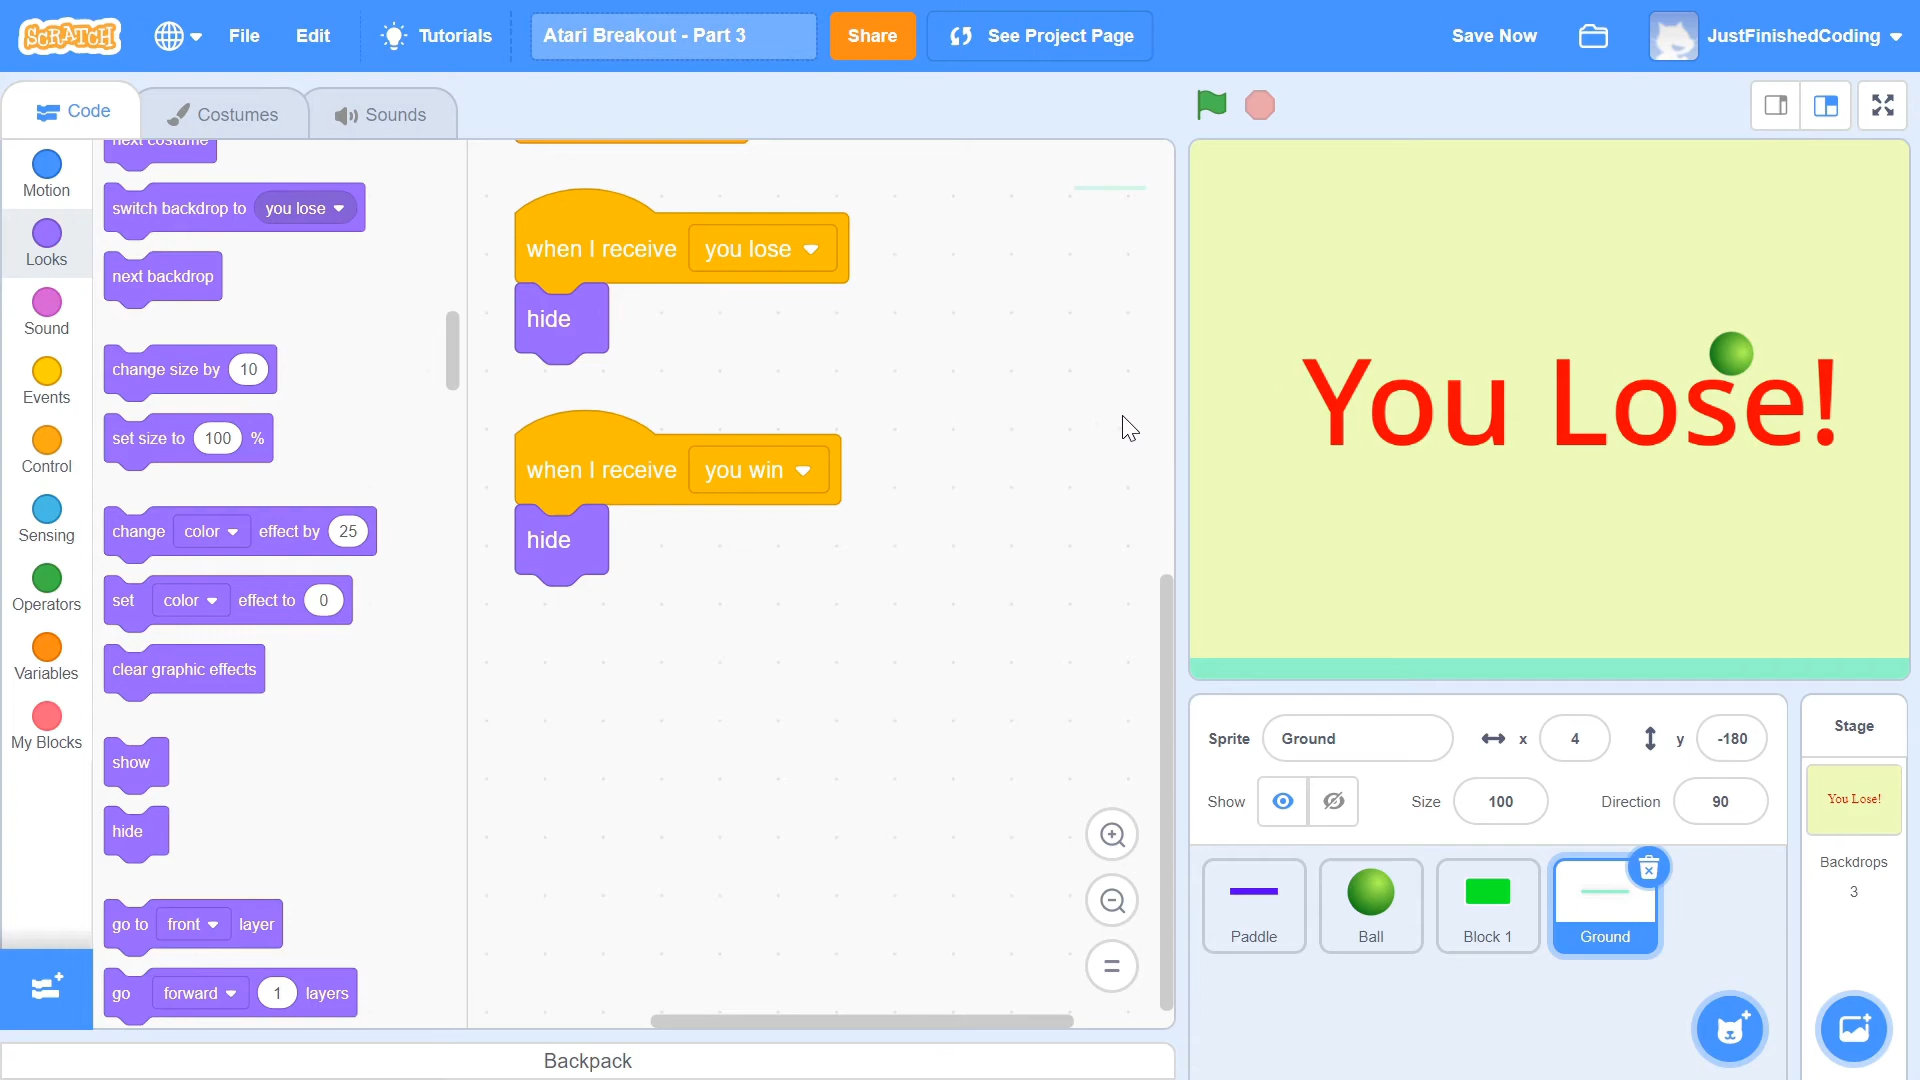 SCRATCH
File
Edit
Tutorials
Atari Breakout - Part 3
Share
See Project Page
Save Now
JustFinishedCoding
Code
Costumes
Sounds
Motion
Looks
Sound
Events
Control
Sensing
Operators
Variables
My Blocks
next costume
switch backdrop to you lose
next backdrop
change size by 10
set size to 100 %
change color effect by 25
set color effect to 0
clear graphic effects
show
hide
go to front layer
go forward 1 layers
when I receive you lose
hide
when I receive you win
hide
Backpack
You Lose!
Sprite Ground x 4 y -180
Show Size 100 Direction 90
Paddle
Ball
Block 1
Ground
Stage
You Lose!
Backdrops
3